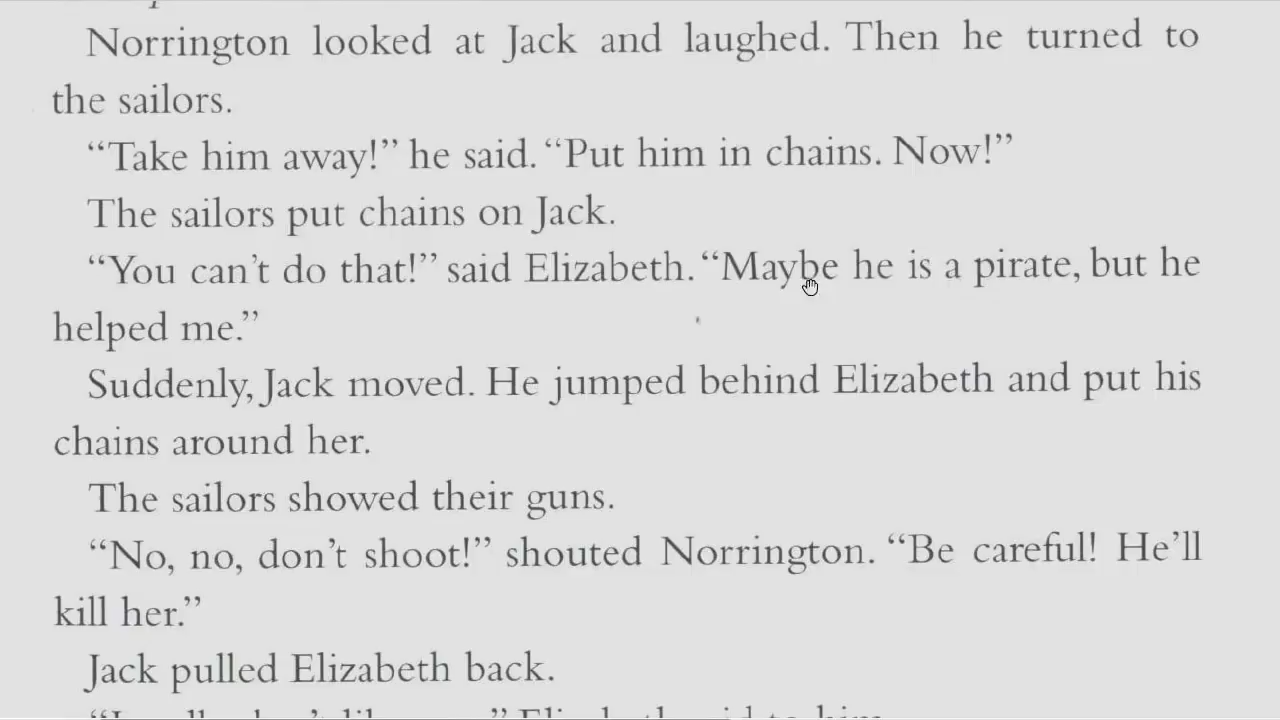 Norrington looked at Jack and laughed. Then he turned to
the sailors.
“Take him away!” he said. “Put him in chains. Now!”
The sailors put chains on Jack.
“You can’t do that!” said Elizabeth. “Maybe he is a pirate, but he
helped me.”
Suddenly, Jack moved. He jumped behind Elizabeth and put his
chains around her.
The sailors showed their guns.
“No, no, don’t shoot!” shouted Norrington. “Be careful! He’ll
kill her.”
Jack pulled Elizabeth back.